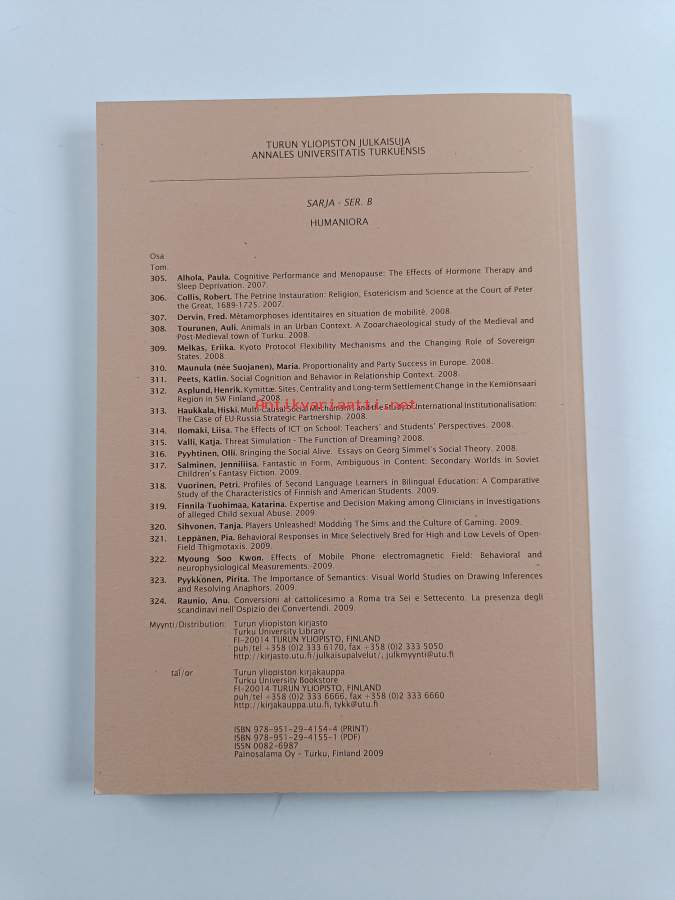 TURUN YLIOPISTON JULKAISUJA
ANNALES UNIVERSITATIS TURKUENSIS
SARJA - SER. B
HUMANIORA
Osa
Tom.
305. Alhola, Paula. Cognitive Performance and Menopause: The Effects of Hormone Therapy and
Sleep Deprivation. 2007.
306. Collis, Robert. The Petrine Instauration: Religion, Esotericism and Science at the Court of Peter
the Great, 1689-1725. 2007.
307. Dervin, Fred. Métamorphoses identitaires en situation de mobilité. 2008.
308. Tourunen, Auli. Animals in an Urban Context. A Zooarchaeological study of the Medieval and
Post-Medieval town of Turku. 2008.
309. Melkas, Eriika. Kyoto Protocol Flexibility Mechanisms and the Changing Role of Sovereign
States. 2008.
310. Maunula (née Suojanen), Maria. Proportionality and Party Success in Europe. 2008.
311. Peets, Kätlin. Social Cognition and Behavior in Relationship Context. 2008.
312. Asplund, Henrik. Kymittæ. Sites, Centrality and Long-term Settlement Change in the Kemiönsaari
Region in SW Finland. 2008.
Antikvariantti.net
313. Haukkala, Hiski. Multi-Causal Social Mechanisms and the Study of International Institutionalisation:
The Case of EU-Russia Strategic Partnership. 2008.
314. Ilomäki, Liisa. The Effects of ICT on School: Teachers' and Students' Perspectives. 2008.
315. Valli, Katja. Threat Simulation - The Function of Dreaming? 2008.
316. Pyyhtinen, Olli. Bringing the Social Alive. Essays on Georg Simmel's Social Theory. 2008.
317. Salminen, Jenniliisa. Fantastic in Form, Ambiguous in Content: Secondary Worlds in Soviet
Children's Fantasy Fiction. 2009.
318. Vuorinen, Petri. Profiles of Second Language Learners in Bilingual Education: A Comparative
Study of the Characteristics of Finnish and American Students. 2009.
319. Finnilä-Tuohimaa, Katarina. Expertise and Decision Making among Clinicians in Investigations
of alleged Child sexual Abuse. 2009.
320. Sihvonen, Tanja. Players Unleashed! Modding The Sims and the Culture of Gaming. 2009.
321. Leppänen, Pia. Behavioral Responses in Mice Selectively Bred for High and Low Levels of Open-
Field Thigmotaxis. 2009.
322. Myoung Soo Kwon. Effects of Mobile Phone electromagnetic Field: Behavioral and
neurophysiological Measurements. 2009.
323. Pyykkönen, Pirita. The Importance of Semantics: Visual World Studies on Drawing Inferences
and Resolving Anaphors. 2009.
324. Raunio, Anu. Conversioni al cattolicesimo a Roma tra Sei e Settecento. La presenza degli
scandinavi nell'Ospizio dei Convertendi. 2009.
Myynti/Distribution: Turun yliopiston kirjasto
Turku University Library
FI-20014 TURUN YLIOPISTO, FINLAND
puh/tel +358 (0)2 333 6170, fax +358 (0)2 333 5050
http://kirjasto.utu.fi/julkaisupalvelut/, julkmyynti@utu.fi
tai/or Turun yliopiston kirjakauppa
Turku University Bookstore
FI-20014 TURUN YLIOPISTO, FINLAND
puh/tel +358 (0)2 333 6666, fax +358 (0)2 333 6660
http://kirjakauppa.utu.fi, tykk@utu.fi
ISBN 978-951-29-4154-4 (PRINT)
ISBN 978-951-29-4155-1 (PDF)
ISSN 0082-6987
Painosalama Oy - Turku, Finland 2009